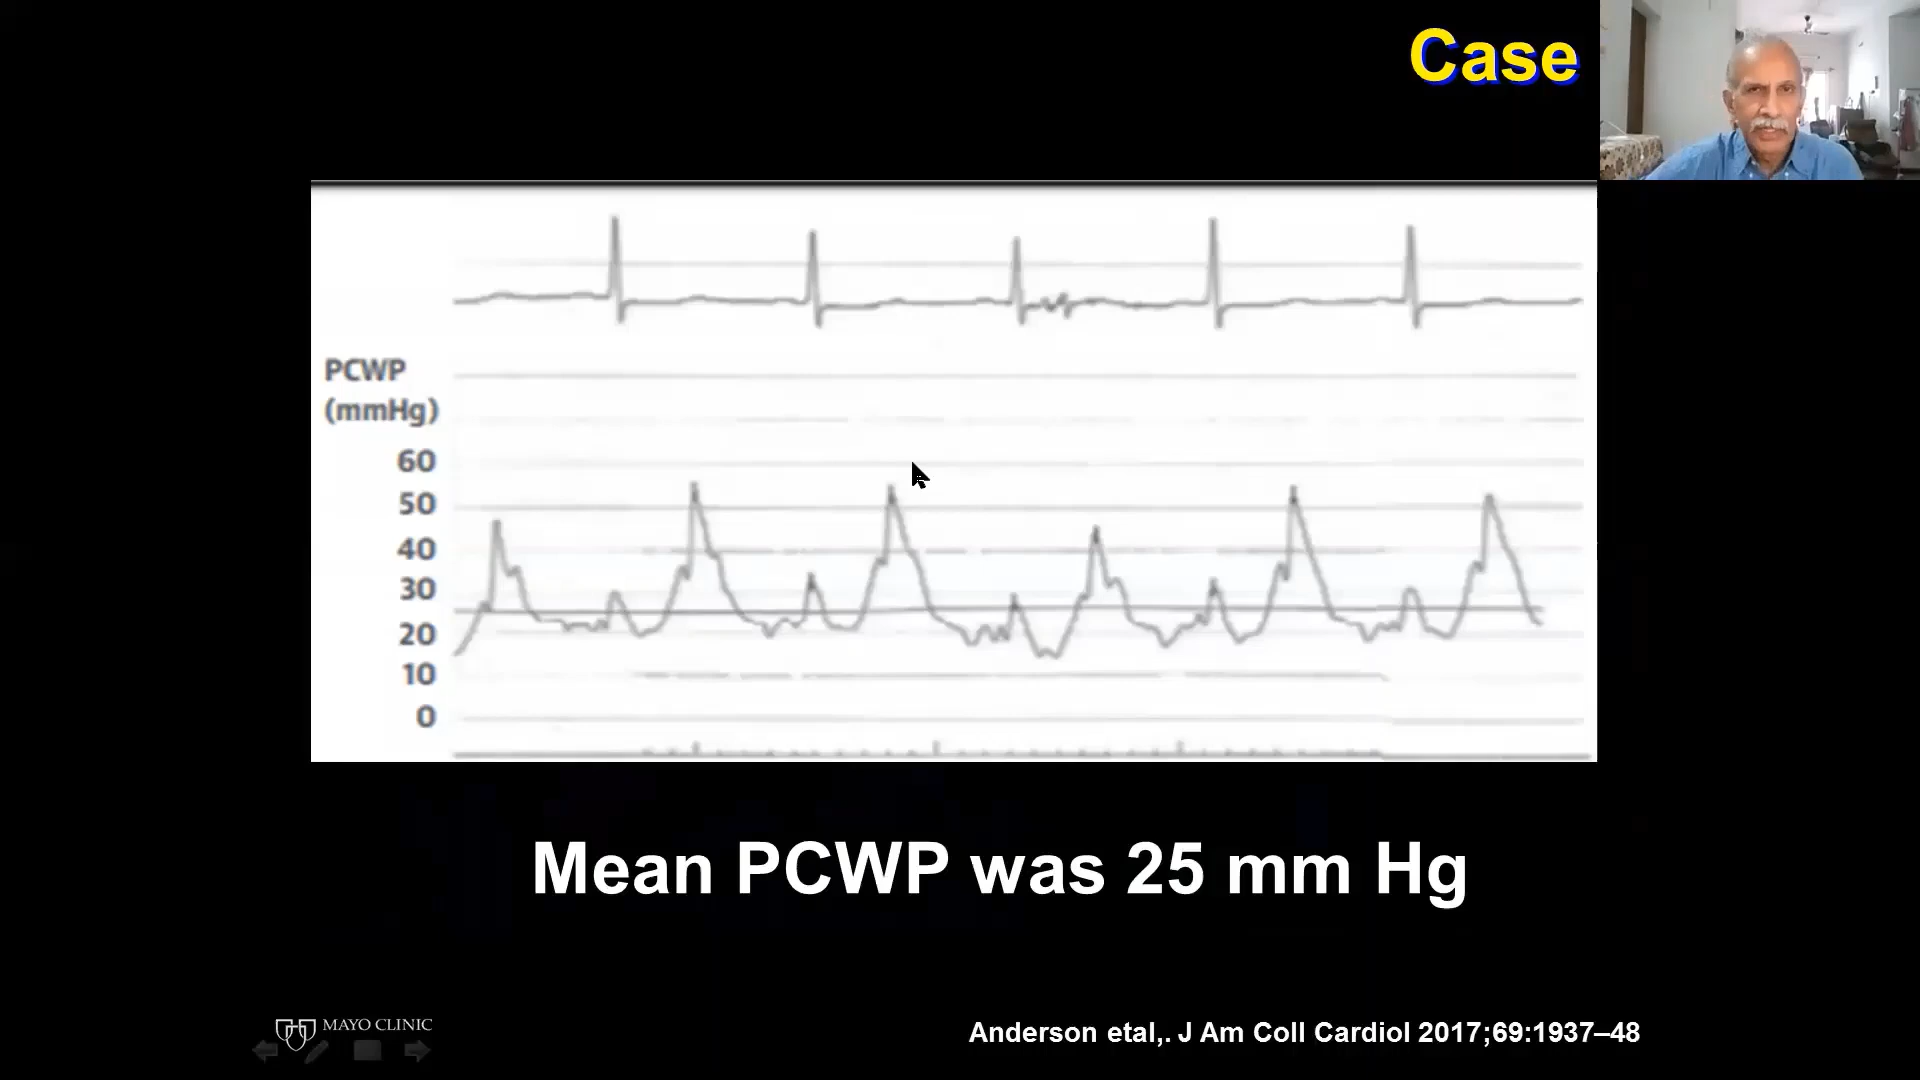 Case
PCWP
(mmHg)
60
50
40
30
20
10
0
Mean PCWP was 25 mm Hg
MAYO CLINIC
Anderson etal,. J Am Coll Cardiol 2017;69:1937–48